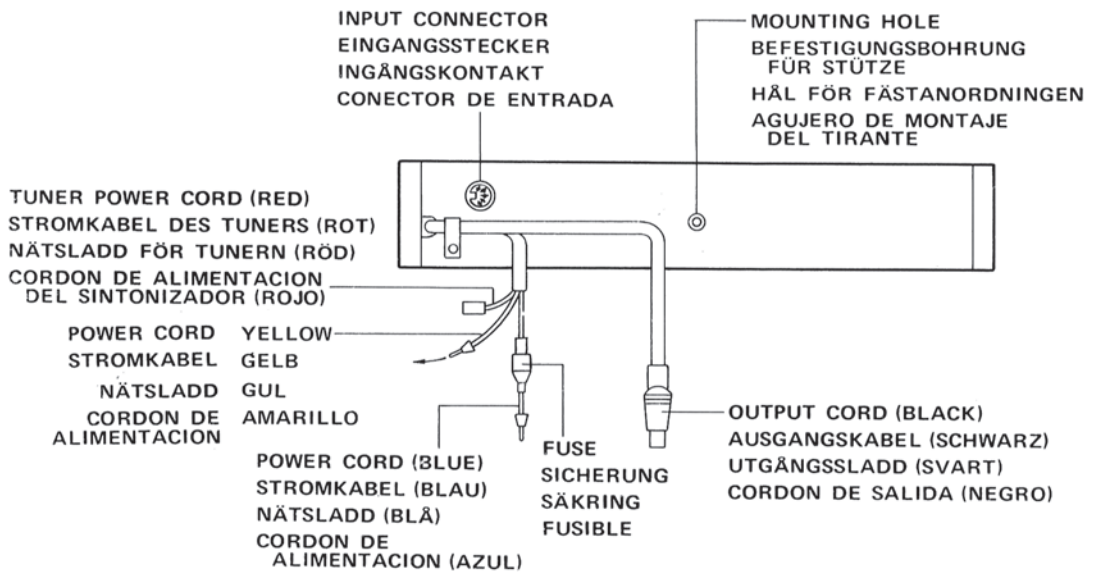 INPUT CONNECTOR
EINGANGSSTECKER
INGÅNGSKONTAKT
CONECTOR DE ENTRADA
MOUNTING HOLE
BEFESTIGUNGSBOHRUNG
FÜR STÜTZE
HÅL FÖR FÄSTANORDNINGEN
AGUJERO DE MONTAJE
DEL TIRANTE
TUNER POWER CORD (RED)
STROMKABEL DES TUNERS (ROT)
NÄTSLADD FÖR TUNERN (RÖD)
CORDON DE ALIMENTACION
DEL SINTONIZADOR (ROJO)
POWER CORD YELLOW
STROMKABEL GELB
NÄTSLADD GUL
CORDON DE AMARILLO
ALIMENTACION
POWER CORD (BLUE)
STROMKABEL (BLAU)
NÄTSLADD (BLÅ)
CORDON DE
ALIMENTACION (AZUL)
FUSE
SICHERUNG
SÄKRING
FUSIBLE
OUTPUT CORD (BLACK)
AUSGANGSKABEL (SCHWARZ)
UTGÅNGSSLADD (SVART)
CORDON DE SALIDA (NEGRO)